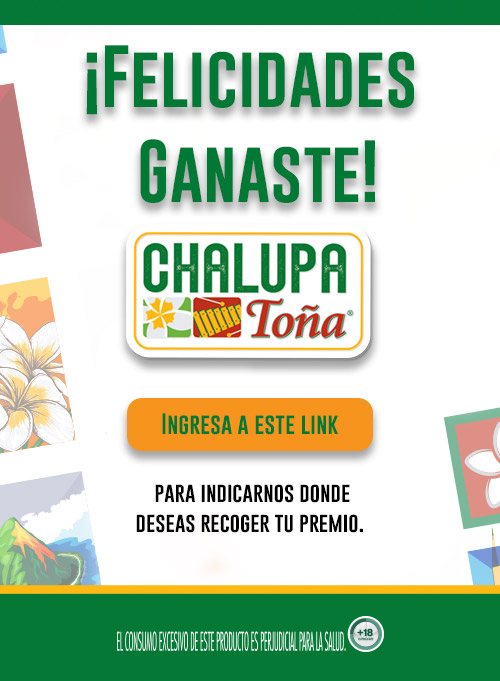 ¡FELICIDADES
GANASTE!
CHALUPA
Toña®
INGRESA A ESTE LINK
PARA INDICARNOS DONDE
DESEAS RECOGER TU PREMIO.
EL CONSUMO EXCESIVO DE ESTE PRODUCTO ES PERJUDICIAL PARA LA SALUD.
+18